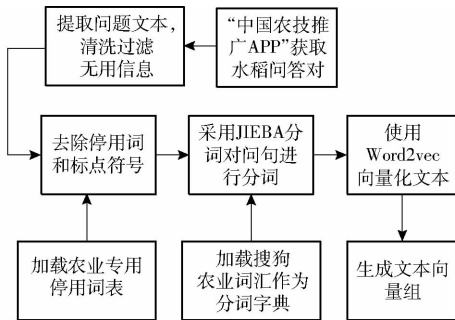 提取问题文本，
清洗过滤
无用信息
“中国农技推
广APP”获取
水稻问答对
去除停用词
和标点符号
采用JIEBA分
词对问句进
行分词
使用
Word2vec
向量化文本
加载农业专用
停用词表
加载搜狗
农业词汇作为
分词字典
生成文本向
量组